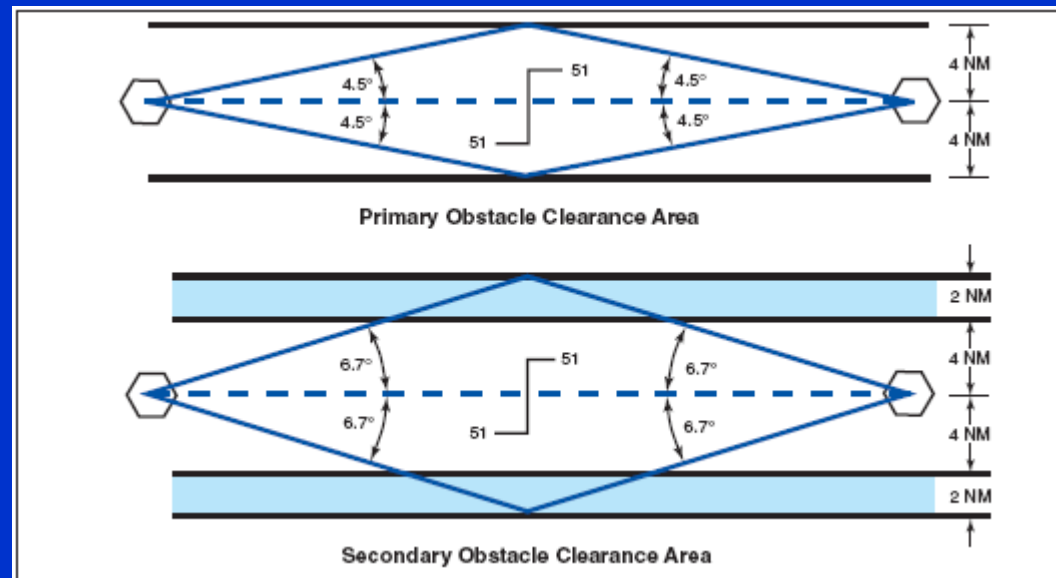 4 NM
4.5° 51 4.5°
4.5° 51 4.5°
4 NM
Primary Obstacle Clearance Area
2 NM
6.7° 51 6.7°
4 NM
6.7° 51 6.7°
4 NM
2 NM
Secondary Obstacle Clearance Area